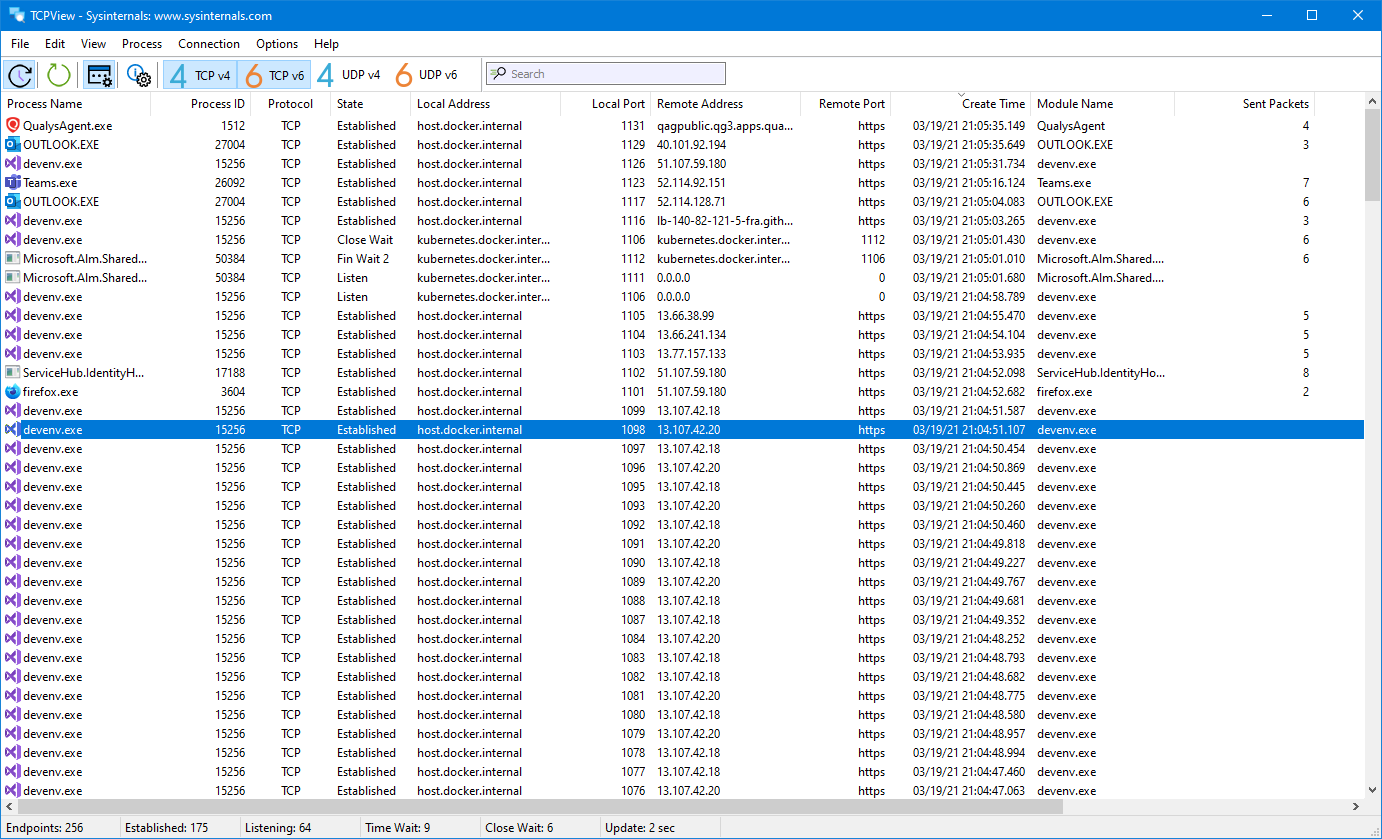 TCPView - Sysinternals: www.sysinternals.com
File Edit View Process Connection Options Help
4 TCP v4 6 TCP v6 4 UDP v4 6 UDP v6 Search
Process Name Process ID Protocol State Local Address Local Port Remote Address Remote Port Create Time Module Name Sent Packets
QualysAgent.exe 1512 TCP Established host.docker.internal 1131 qagpublic.qg3.apps.qua... https 03/19/21 21:05:35.149 QualysAgent 4
OUTLOOK.EXE 27004 TCP Established host.docker.internal 1129 40.101.92.194 https 03/19/21 21:05:35.649 OUTLOOK.EXE 3
devenv.exe 15256 TCP Established host.docker.internal 1126 51.107.59.180 https 03/19/21 21:05:31.734 devenv.exe
Teams.exe 26092 TCP Established host.docker.internal 1123 52.114.92.151 https 03/19/21 21:05:16.124 Teams.exe 7
OUTLOOK.EXE 27004 TCP Established host.docker.internal 1117 52.114.128.71 https 03/19/21 21:05:04.083 OUTLOOK.EXE 6
devenv.exe 15256 TCP Established host.docker.internal 1116 lb-140-82-121-5-fra.gith... https 03/19/21 21:05:03.265 devenv.exe 3
devenv.exe 15256 TCP Close Wait kubernetes.docker.inter... 1106 kubernetes.docker.inter... 1112 03/19/21 21:05:01.430 devenv.exe 6
Microsoft.Alm.Shared... 50384 TCP Fin Wait 2 kubernetes.docker.inter... 1112 kubernetes.docker.inter... 1106 03/19/21 21:05:01.010 Microsoft.Alm.Shared.... 6
Microsoft.Alm.Shared... 50384 TCP Listen kubernetes.docker.inter... 1111 0.0.0.0 0 03/19/21 21:05:01.680 Microsoft.Alm.Shared....
devenv.exe 15256 TCP Listen kubernetes.docker.inter... 1106 0.0.0.0 0 03/19/21 21:04:58.789 devenv.exe
devenv.exe 15256 TCP Established host.docker.internal 1105 13.66.38.99 https 03/19/21 21:04:55.470 devenv.exe 5
devenv.exe 15256 TCP Established host.docker.internal 1104 13.66.241.134 https 03/19/21 21:04:54.104 devenv.exe 5
devenv.exe 15256 TCP Established host.docker.internal 1103 13.77.157.133 https 03/19/21 21:04:53.935 devenv.exe 5
ServiceHub.IdentityH... 17188 TCP Established host.docker.internal 1102 51.107.59.180 https 03/19/21 21:04:52.098 ServiceHub.IdentityHo... 8
firefox.exe 3604 TCP Established host.docker.internal 1101 51.107.59.180 https 03/19/21 21:04:52.682 firefox.exe 2
devenv.exe 15256 TCP Established host.docker.internal 1099 13.107.42.18 https 03/19/21 21:04:51.587 devenv.exe
devenv.exe 15256 TCP Established host.docker.internal 1098 13.107.42.20 https 03/19/21 21:04:51.107 devenv.exe
devenv.exe 15256 TCP Established host.docker.internal 1097 13.107.42.18 https 03/19/21 21:04:50.454 devenv.exe
devenv.exe 15256 TCP Established host.docker.internal 1096 13.107.42.20 https 03/19/21 21:04:50.869 devenv.exe
devenv.exe 15256 TCP Established host.docker.internal 1095 13.107.42.18 https 03/19/21 21:04:50.445 devenv.exe
devenv.exe 15256 TCP Established host.docker.internal 1093 13.107.42.20 https 03/19/21 21:04:50.260 devenv.exe
devenv.exe 15256 TCP Established host.docker.internal 1092 13.107.42.18 https 03/19/21 21:04:50.460 devenv.exe
devenv.exe 15256 TCP Established host.docker.internal 1091 13.107.42.20 https 03/19/21 21:04:49.818 devenv.exe
devenv.exe 15256 TCP Established host.docker.internal 1090 13.107.42.18 https 03/19/21 21:04:49.227 devenv.exe
devenv.exe 15256 TCP Established host.docker.internal 1089 13.107.42.20 https 03/19/21 21:04:49.767 devenv.exe
devenv.exe 15256 TCP Established host.docker.internal 1088 13.107.42.18 https 03/19/21 21:04:49.681 devenv.exe
devenv.exe 15256 TCP Established host.docker.internal 1087 13.107.42.18 https 03/19/21 21:04:49.352 devenv.exe
devenv.exe 15256 TCP Established host.docker.internal 1084 13.107.42.20 https 03/19/21 21:04:48.252 devenv.exe
devenv.exe 15256 TCP Established host.docker.internal 1083 13.107.42.18 https 03/19/21 21:04:48.793 devenv.exe
devenv.exe 15256 TCP Established host.docker.internal 1082 13.107.42.18 https 03/19/21 21:04:48.682 devenv.exe
devenv.exe 15256 TCP Established host.docker.internal 1081 13.107.42.20 https 03/19/21 21:04:48.775 devenv.exe
devenv.exe 15256 TCP Established host.docker.internal 1080 13.107.42.18 https 03/19/21 21:04:48.580 devenv.exe
devenv.exe 15256 TCP Established host.docker.internal 1079 13.107.42.20 https 03/19/21 21:04:48.957 devenv.exe
devenv.exe 15256 TCP Established host.docker.internal 1078 13.107.42.18 https 03/19/21 21:04:48.994 devenv.exe
devenv.exe 15256 TCP Established host.docker.internal 1077 13.107.42.18 https 03/19/21 21:04:47.460 devenv.exe
devenv.exe 15256 TCP Established host.docker.internal 1076 13.107.42.20 https 03/19/21 21:04:47.063 devenv.exe
Endpoints: 256 Established: 175 Listening: 64 Time Wait: 9 Close Wait: 6 Update: 2 sec